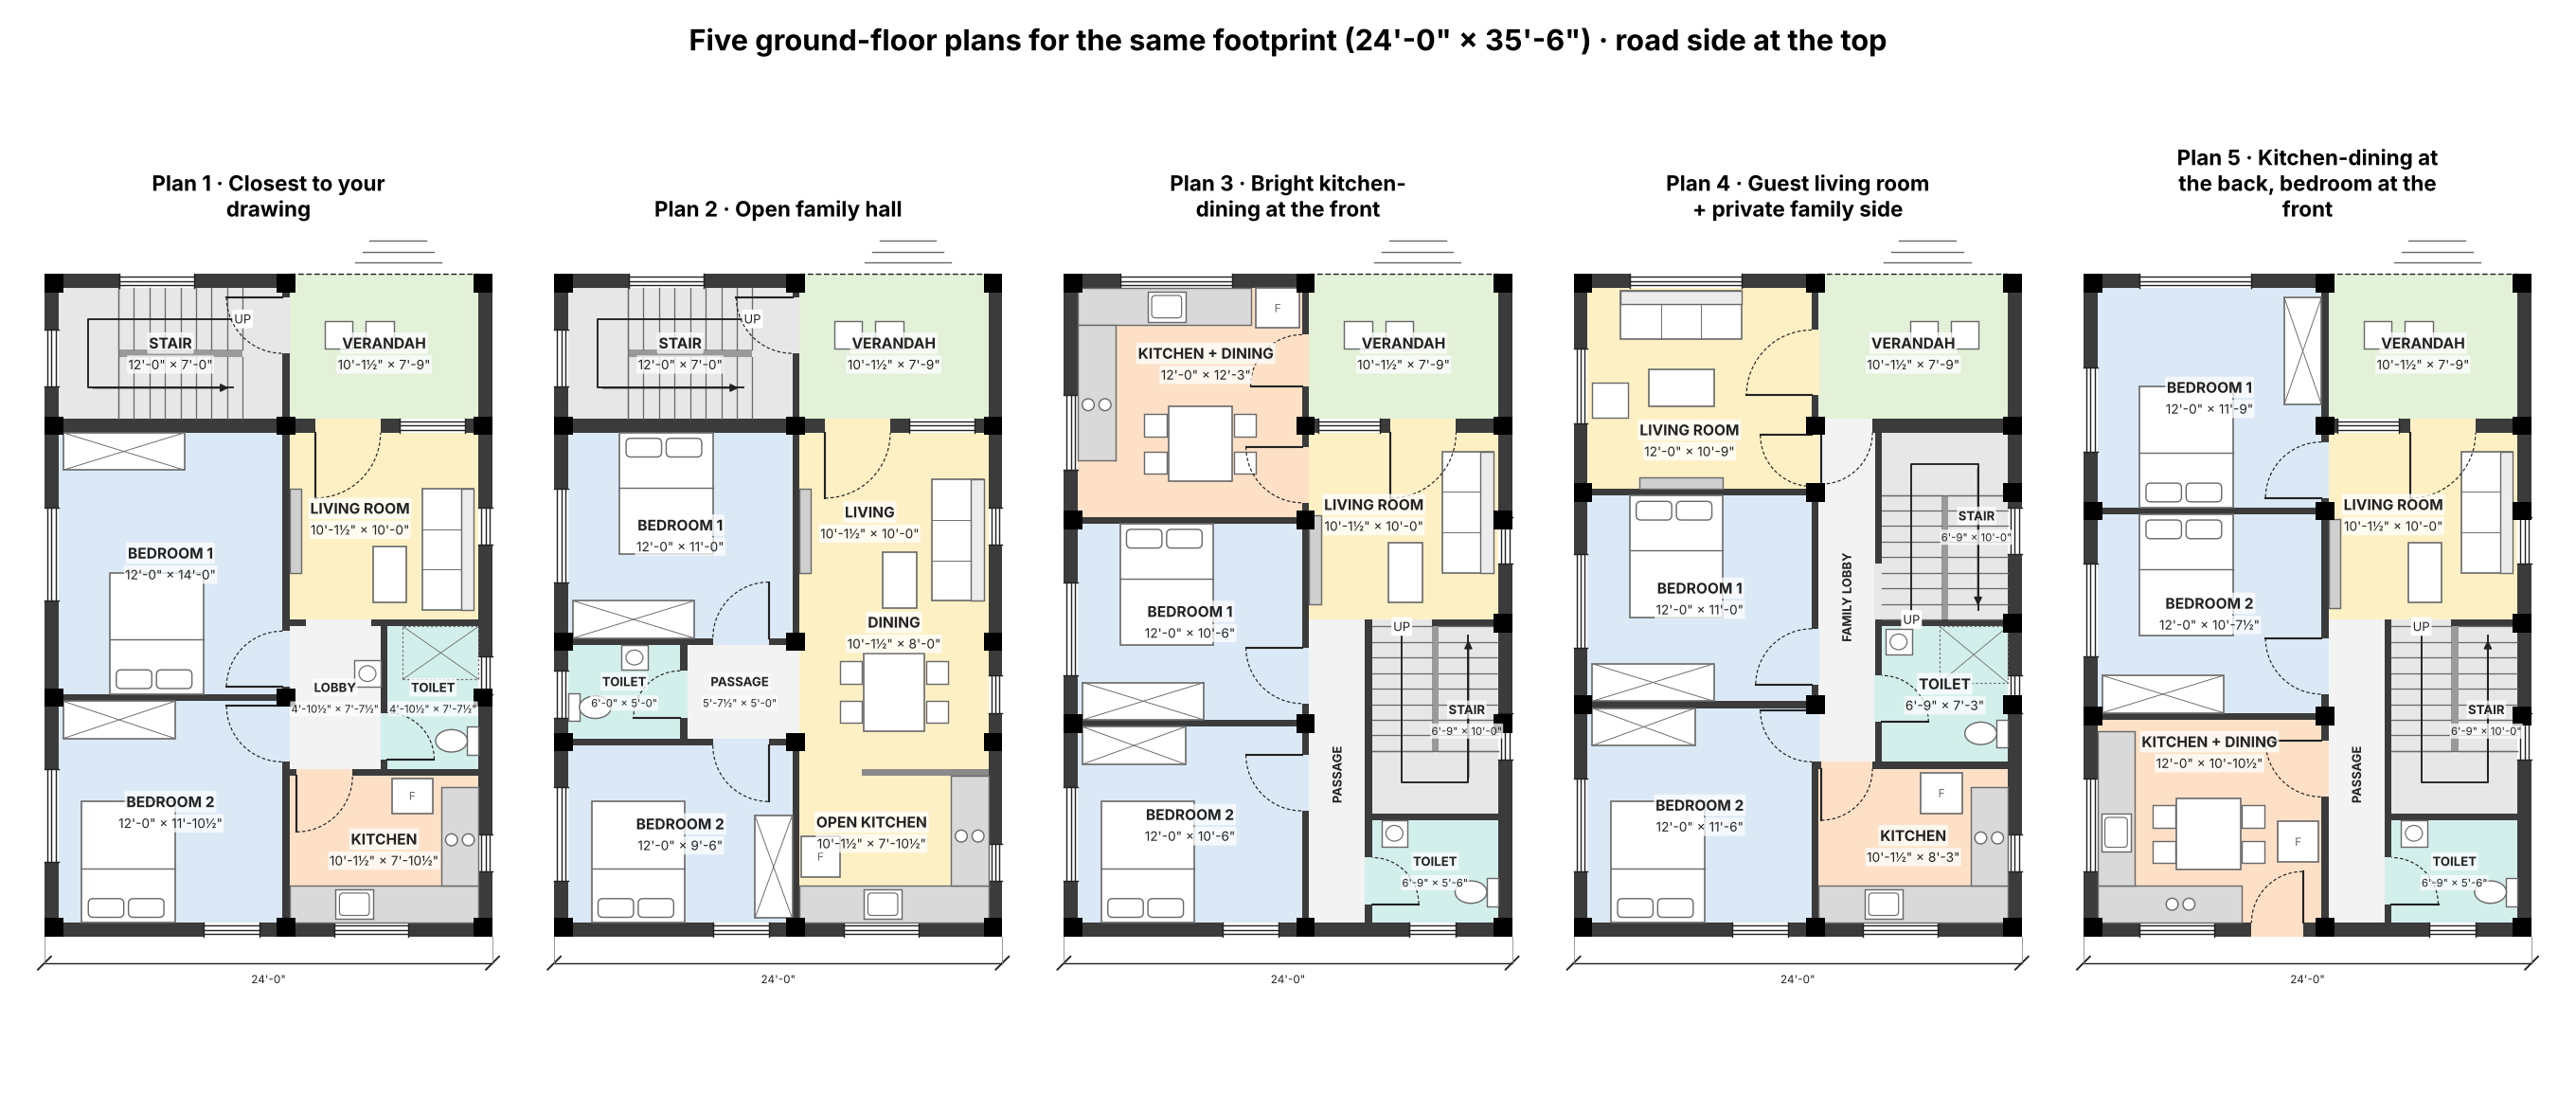 Five ground-floor plans for the same footprint (24'-0" × 35'-6") · road side at the top
Plan 1 · Closest to your
drawing
UP
STAIR
12'-0" × 7'-0"
VERANDAH
10'-1½" × 7'-9"
LIVING ROOM
10'-1½" × 10'-0"
BEDROOM 1
12'-0" × 14'-0"
LOBBY
4'-10½" × 7'-7½"
TOILET
4'-10½" × 7'-7½"
BEDROOM 2
12'-0" × 11'-10½"
F
KITCHEN
10'-1½" × 7'-10½"
24'-0"
Plan 2 · Open family hall
UP
STAIR
12'-0" × 7'-0"
VERANDAH
10'-1½" × 7'-9"
LIVING
10'-1½" × 10'-0"
BEDROOM 1
12'-0" × 11'-0"
DINING
10'-1½" × 8'-0"
TOILET
6'-0" × 5'-0"
PASSAGE
5'-7½" × 5'-0"
BEDROOM 2
12'-0" × 9'-6"
OPEN KITCHEN
10'-1½" × 7'-10½"
F
24'-0"
Plan 3 · Bright kitchen-
dining at the front
F
KITCHEN + DINING
12'-0" × 12'-3"
VERANDAH
10'-1½" × 7'-9"
LIVING ROOM
10'-1½" × 10'-0"
BEDROOM 1
12'-0" × 10'-6"
UP
STAIR
6'-9" × 10'-0"
PASSAGE
BEDROOM 2
12'-0" × 10'-6"
TOILET
6'-9" × 5'-6"
24'-0"
Plan 4 · Guest living room
+ private family side
VERANDAH
10'-1½" × 7'-9"
LIVING ROOM
12'-0" × 10'-9"
STAIR
6'-9" × 10'-0"
UP
FAMILY LOBBY
BEDROOM 1
12'-0" × 11'-0"
TOILET
6'-9" × 7'-3"
BEDROOM 2
12'-0" × 11'-6"
F
KITCHEN
10'-1½" × 8'-3"
24'-0"
Plan 5 · Kitchen-dining at
the back, bedroom at the
front
VERANDAH
10'-1½" × 7'-9"
BEDROOM 1
12'-0" × 11'-9"
LIVING ROOM
10'-1½" × 10'-0"
BEDROOM 2
12'-0" × 10'-7½"
UP
STAIR
6'-9" × 10'-0"
KITCHEN + DINING
12'-0" × 10'-10½"
PASSAGE
F
TOILET
6'-9" × 5'-6"
24'-0"